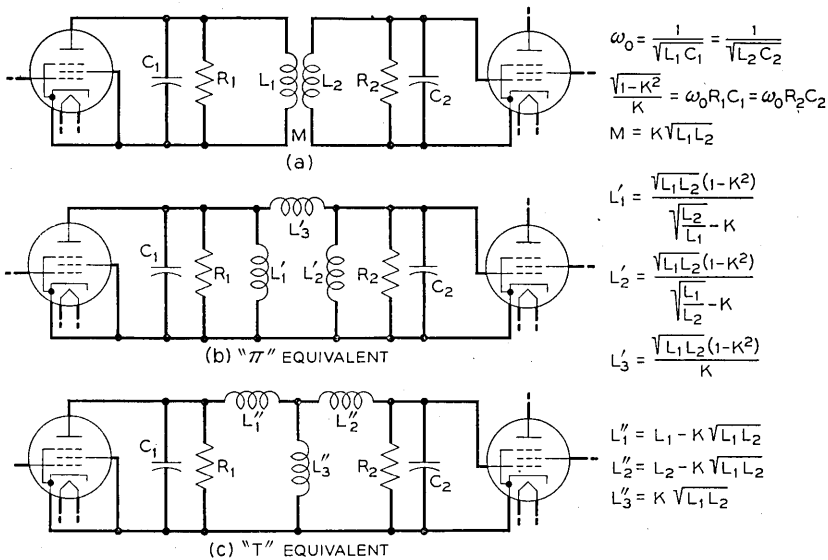 C₁ R₁ L₁ L₂ R₂ C₂
M
(a)
ω₀ = 1/√(L₁C₁) = 1/√(L₂C₂)
√(1-K²)/K = ω₀R₁C₁ = ω₀R₂C₂
M = K√(L₁L₂)
C₁ R₁ L'₁ L'₃ L'₂ R₂ C₂
(b) "π" EQUIVALENT
L'₁ = √(L₁L₂)(1-K²)/(√(L₂/L₁)-K)
L'₂ = √(L₁L₂)(1-K²)/(√(L₁/L₂)-K)
L'₃ = √(L₁L₂)(1-K²)/K
C₁ R₁ L''₁ L''₃ L''₂ R₂ C₂
(c) "T" EQUIVALENT
L''₁ = L₁ - K√(L₁L₂)
L''₂ = L₂ - K√(L₁L₂)
L''₃ = K√(L₁L₂)